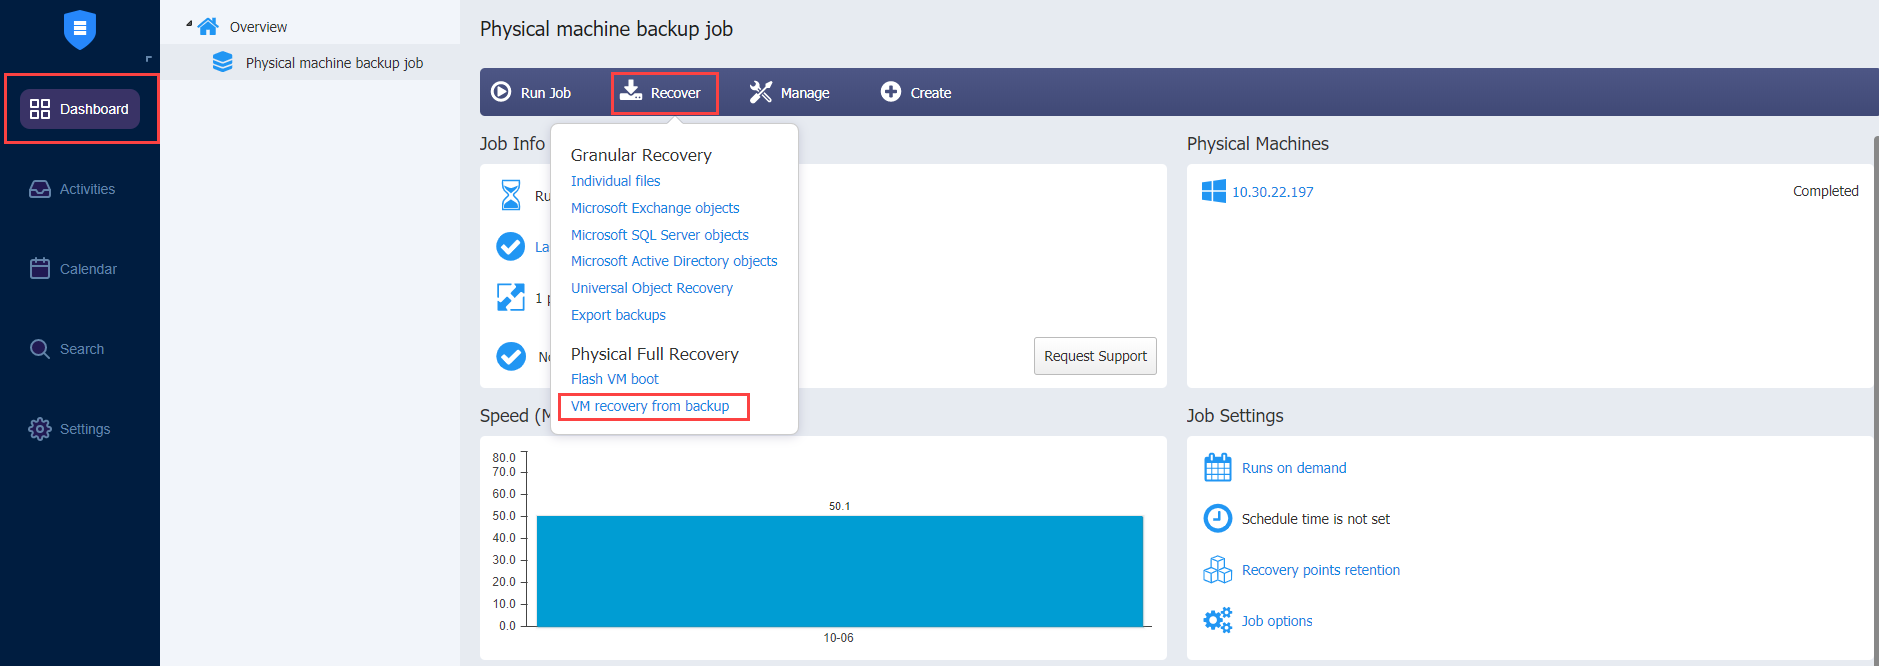 Dashboard
Activities
Calendar
Search
Settings
Overview
Physical machine backup job
Physical machine backup job
Run Job
Recover
Manage
Create
Job Info
Ru
La
1 p
No
Request Support
Granular Recovery
Individual files
Microsoft Exchange objects
Microsoft SQL Server objects
Microsoft Active Directory objects
Universal Object Recovery
Export backups
Physical Full Recovery
Flash VM boot
VM recovery from backup
Physical Machines
10.30.22.197
Completed
Speed (M
80.0
70.0
60.0
50.0
40.0
30.0
20.0
10.0
0.0
50.1
10-06
Job Settings
Runs on demand
Schedule time is not set
Recovery points retention
Job options